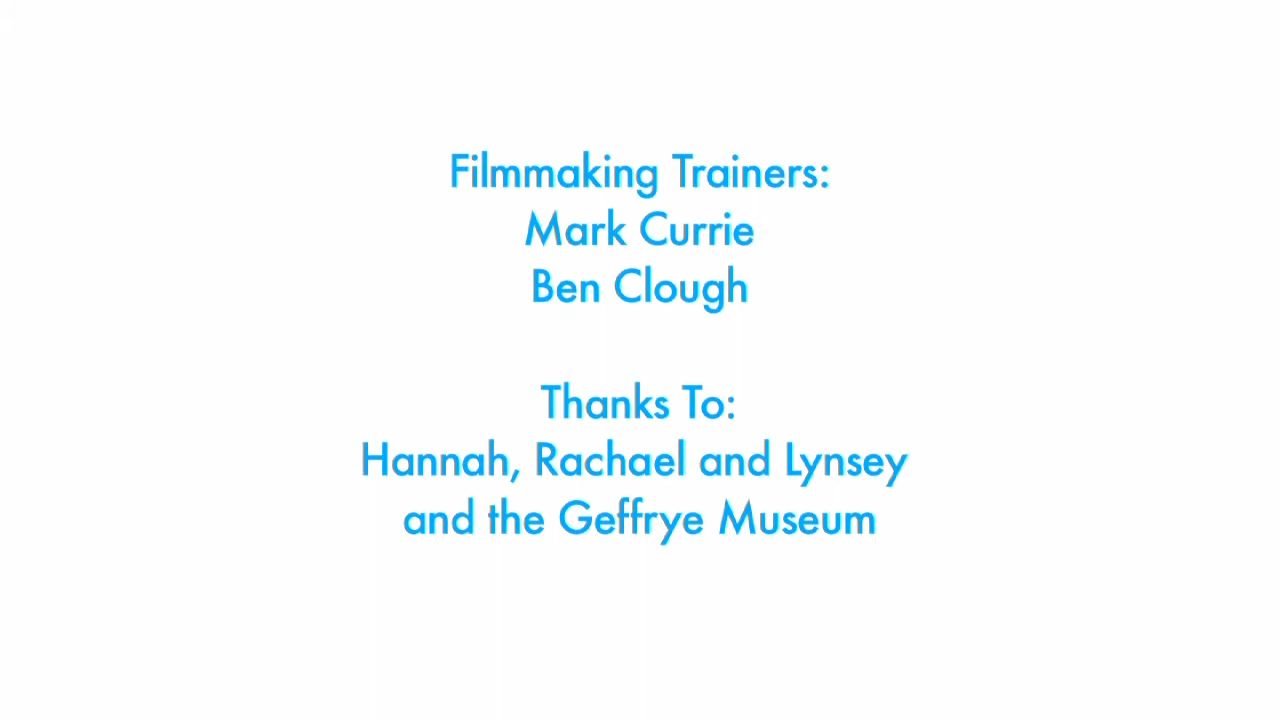 Filmmaking Trainers:
Mark Currie
Ben Clough
Thanks To:
Hannah, Rachael and Lynsey
and the Geffrye Museum